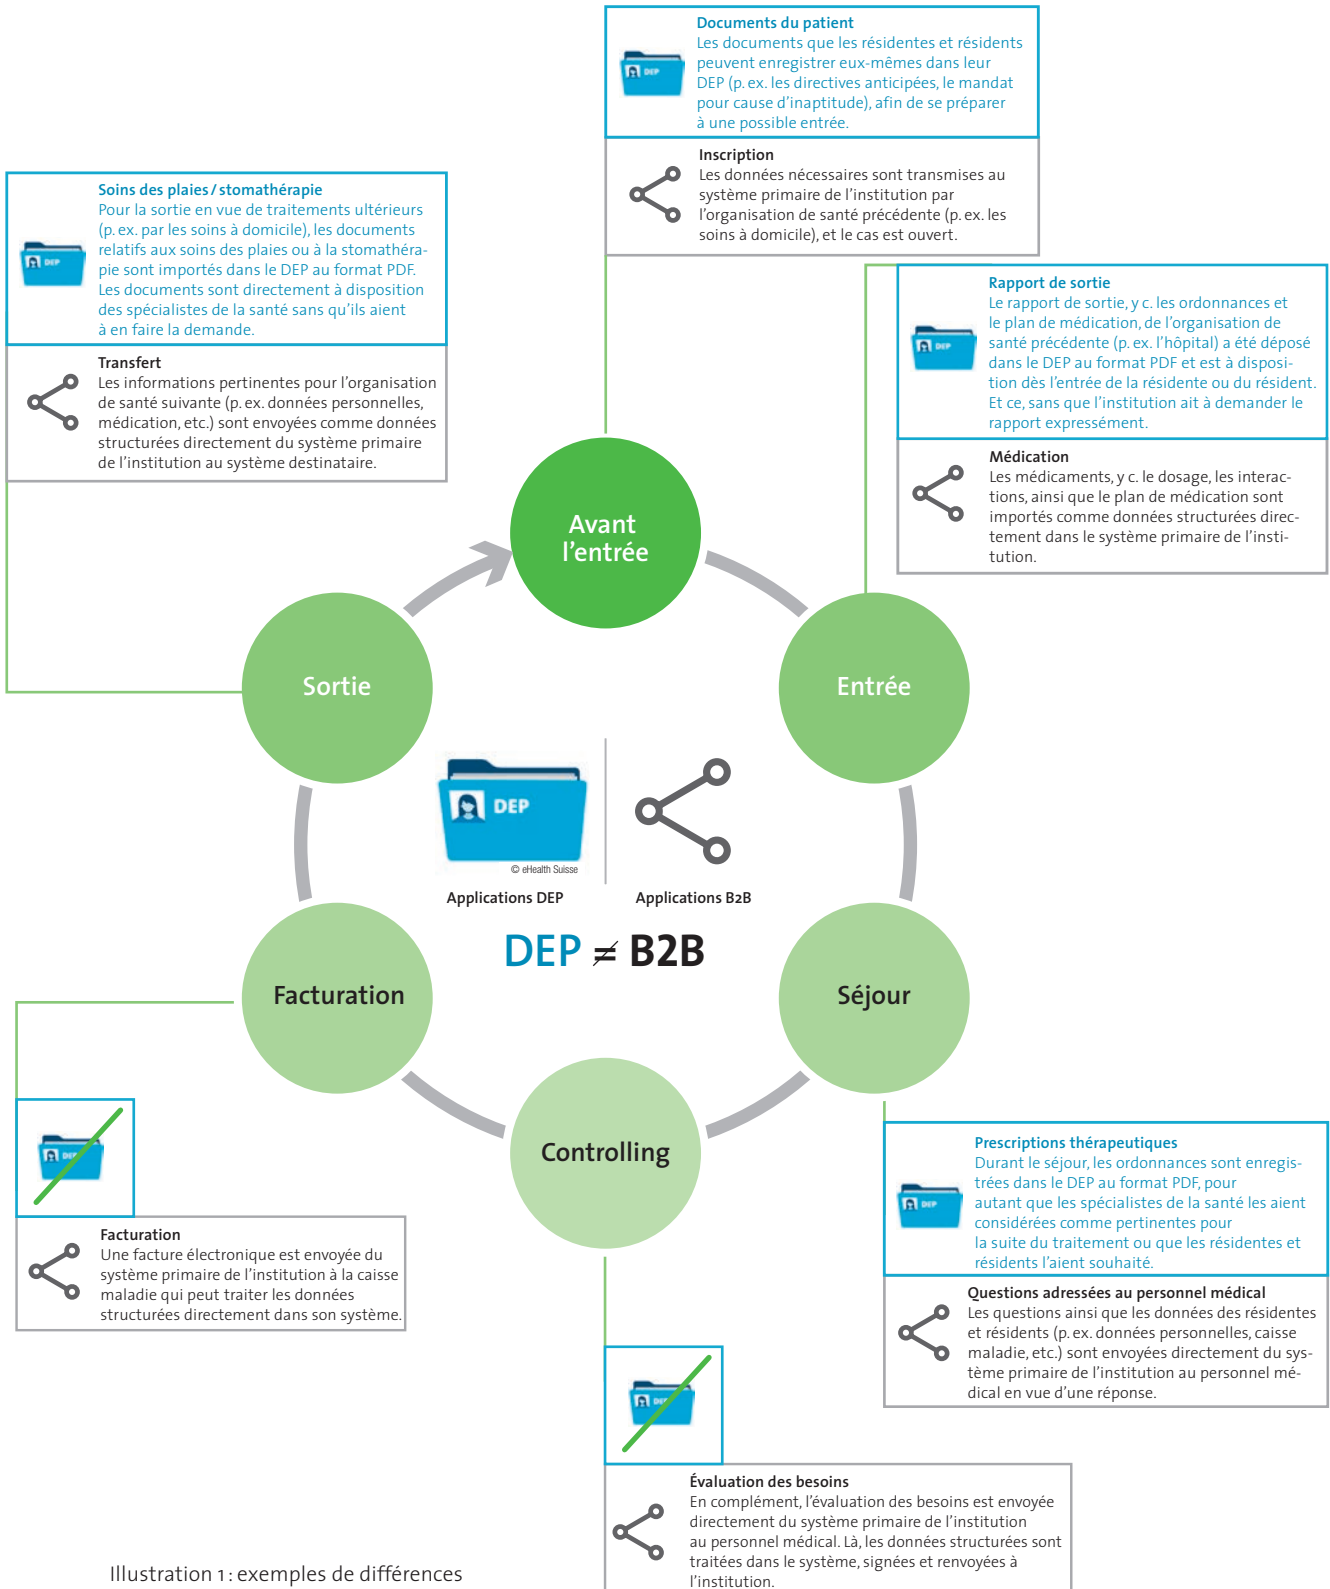 Documents du patient
Les documents que les résidentes et résidents
peuvent enregistrer eux-mêmes dans leur
DEP (p. ex. les directives anticipées, le mandat
pour cause d'inaptitude), afin de se préparer
à une possible entrée.
DEP
Inscription
Les données nécessaires sont transmises au
système primaire de l'institution par
l'organisation de santé précédente (p. ex. les
soins à domicile), et le cas est ouvert.
Soins des plaies / stomathérapie
Pour la sortie en vue de traitements ultérieurs
(p. ex. par les soins à domicile), les documents
relatifs aux soins des plaies ou à la stomathéra-
pie sont importés dans le DEP au format PDF.
Les documents sont directement à disposition
des spécialistes de la santé sans qu'ils aient
à en faire la demande.
DEP
Transfert
Les informations pertinentes pour l'organisation
de santé suivante (p. ex. données personnelles,
médication, etc.) sont envoyées comme données
structurées directement du système primaire
de l'institution au système destinataire.
Rapport de sortie
Le rapport de sortie, y c. les ordonnances et
le plan de médication, de l'organisation de
santé précédente (p. ex. l'hôpital) a été déposé
dans le DEP au format PDF et est à disposi-
tion dès l'entrée de la résidente ou du résident.
Et ce, sans que l'institution ait à demander le
rapport expressément.
DEP
Médication
Les médicaments, y c. le dosage, les interac-
tions, ainsi que le plan de médication sont
importés comme données structurées direc-
tement dans le système primaire de l'insti-
tution.
Avant
l'entrée
Sortie
Entrée
DEP
© eHealth Suisse
Applications DEP
Applications B2B
DEP ≠ B2B
Facturation
Séjour
Controlling
DEP
Facturation
Une facture électronique est envoyée du
système primaire de l'institution à la caisse
maladie qui peut traiter les données
structurées directement dans son système.
Prescriptions thérapeutiques
Durant le séjour, les ordonnances sont enregis-
trées dans le DEP au format PDF, pour
autant que les spécialistes de la santé les aient
considérées comme pertinentes pour
la suite du traitement ou que les résidentes et
résidents l'aient souhaité.
DEP
Questions adressées au personnel médical
Les questions ainsi que les données des résidentes
et résidents (p. ex. données personnelles, caisse
maladie, etc.) sont envoyées directement du sys-
tème primaire de l'institution au personnel mé-
dical en vue d'une réponse.
DEP
Évaluation des besoins
En complément, l'évaluation des besoins est envoyée
directement du système primaire de l'institution
au personnel médical. Là, les données structurées sont
traitées dans le système, signées et renvoyées à
l'institution.
Illustration 1 : exemples de différences